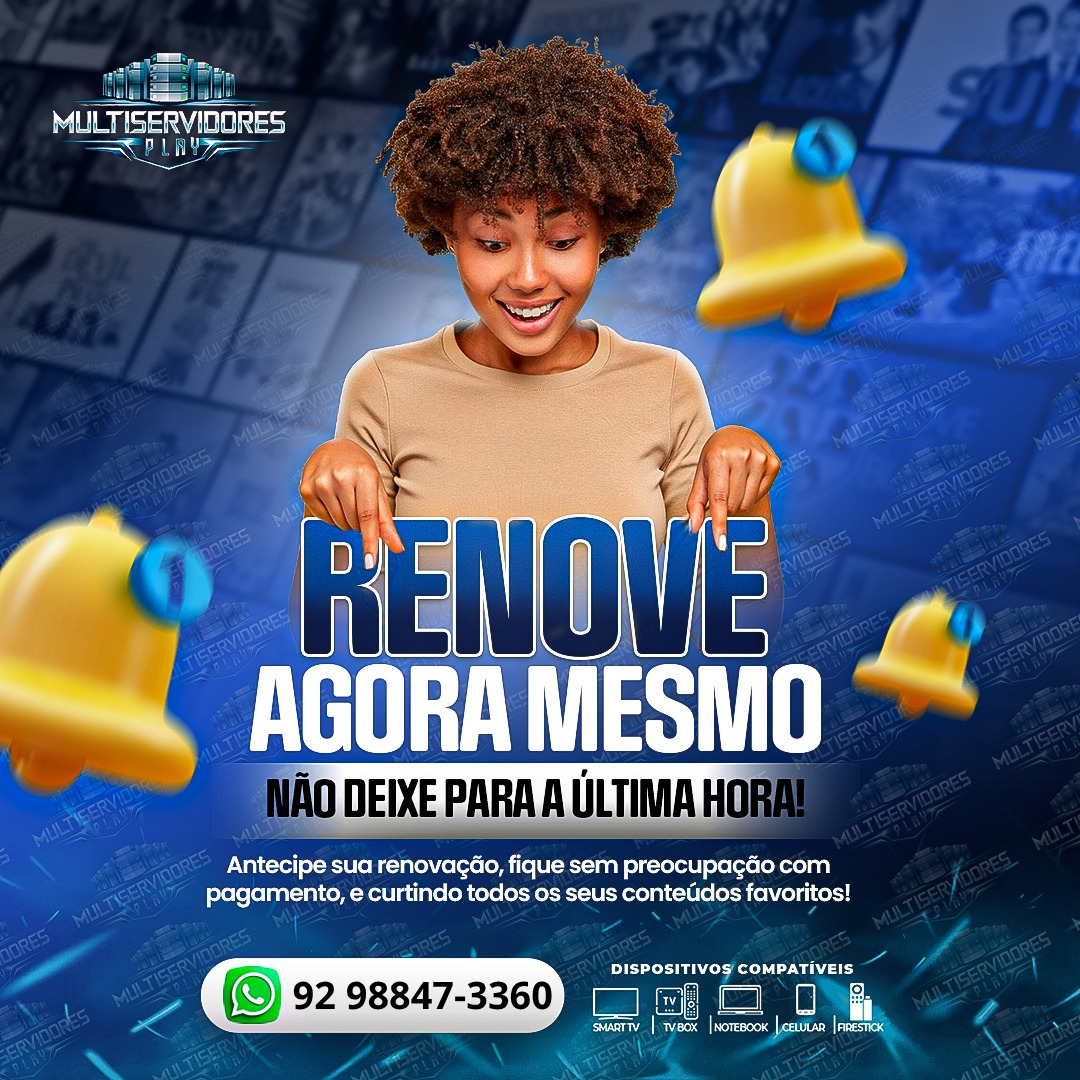 MULTISERVIDORES
PLAY
RENOVE
AGORA MESMO
NÃO DEIXE PARA A ÚLTIMA HORA!
Antecipe sua renovação, fique sem preocupação com
pagamento, e curtindo todos os seus conteúdos favoritos!
92 98847-3360
DISPOSITIVOS COMPATÍVEIS
TV
SMART TV | TV BOX | NOTEBOOK | CELULAR | FIRESTICK